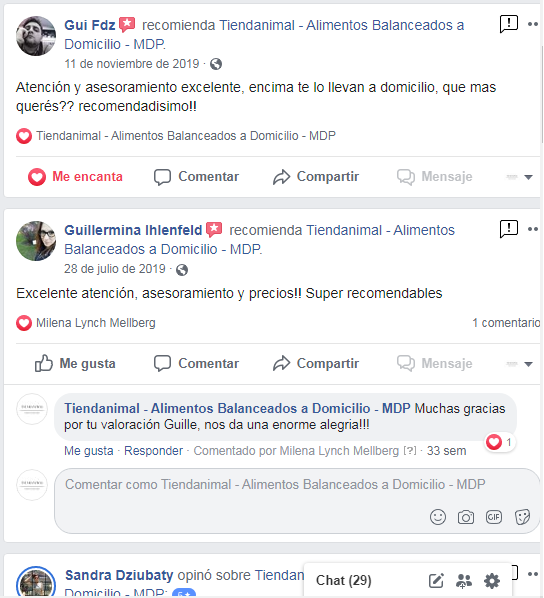 Gui Fdz recomienda Tiendanimal - Alimentos Balanceados a
Domicilio - MDP.
11 de noviembre de 2019 ·
Atención y asesoramiento excelente, encima te lo llevan a domicilio, que mas
querés?? recomendadisimo!!
Tiendanimal - Alimentos Balanceados a Domicilio - MDP
Me encanta Comentar Compartir Mensaje
Guillermina Ihlenfeld recomienda Tiendanimal - Alimentos
Balanceados a Domicilio - MDP.
28 de julio de 2019 ·
Excelente atención, asesoramiento y precios!! Super recomendables
Milena Lynch Mellberg 1 comentario
Me gusta Comentar Compartir Mensaje
Tiendanimal - Alimentos Balanceados a Domicilio - MDP Muchas gracias
por tu valoración Guille, nos da una enorme alegria!!!
1
Me gusta · Responder · Comentado por Milena Lynch Mellberg [?] · 33 sem
Comentar como Tiendanimal - Alimentos Balanceados a Domicilio - MDP
GIF
Sandra Dziubaty opinó sobre Tiendan
Domicilio - MDP:
Chat (29)